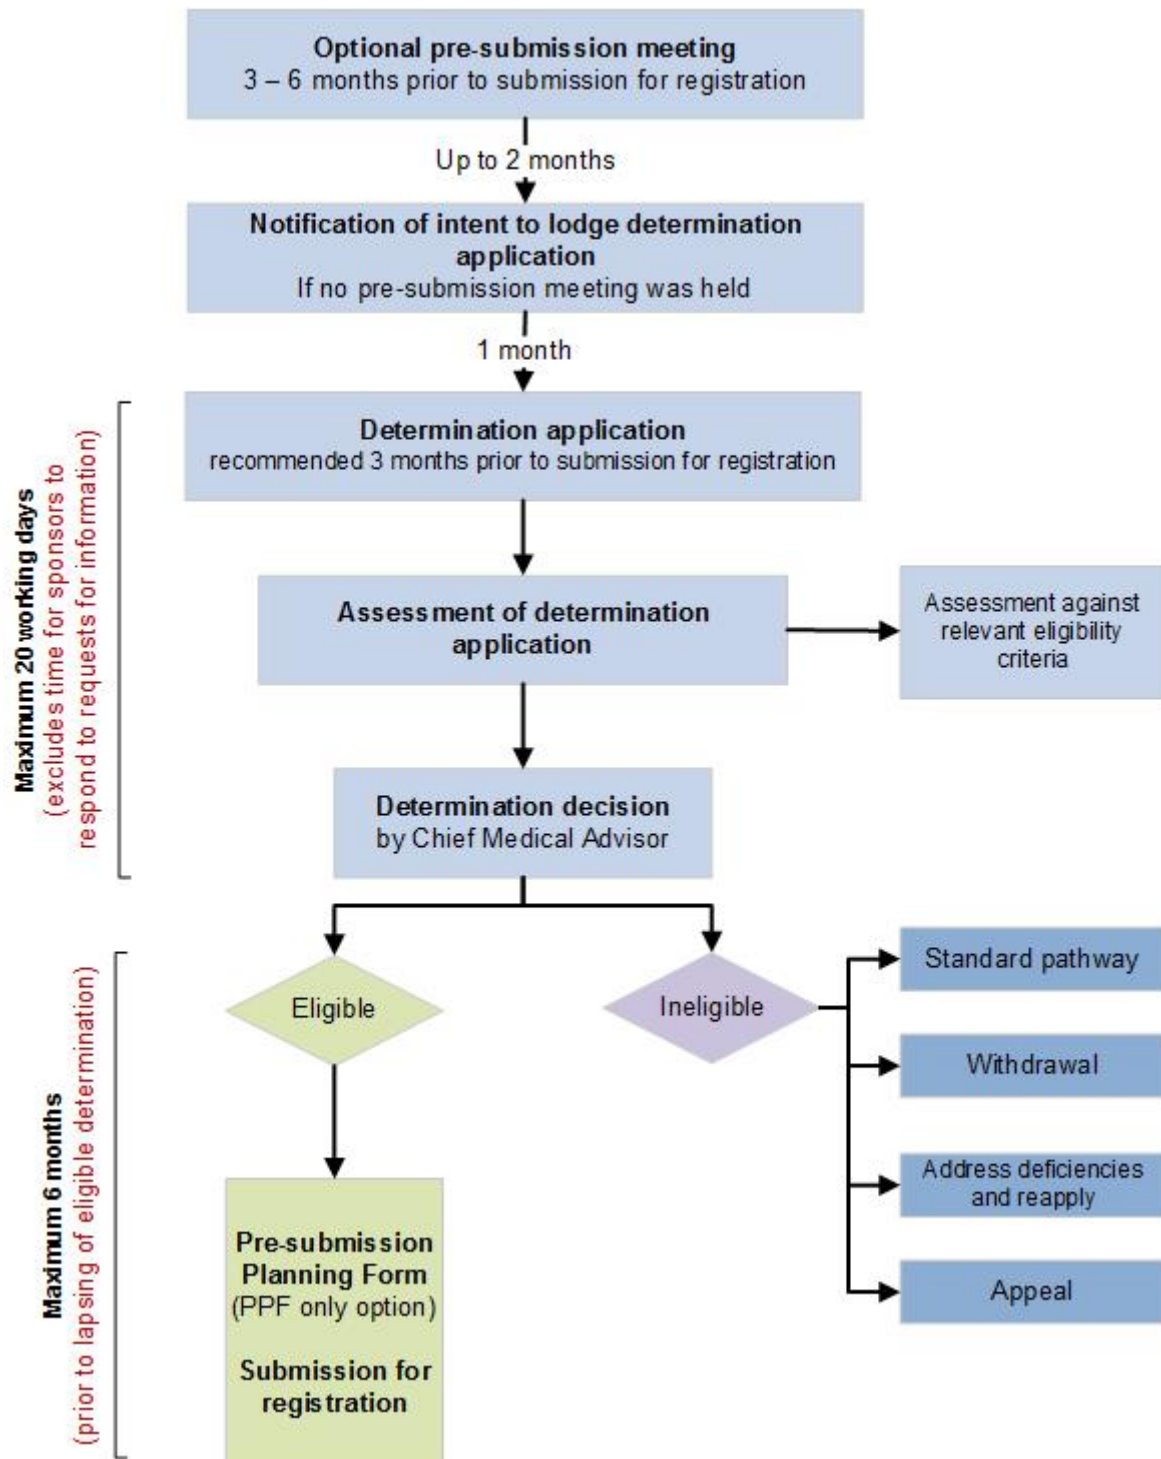 Optional pre-submission meeting
3 – 6 months prior to submission for registration
Up to 2 months
Notification of intent to lodge determination
application
If no pre-submission meeting was held
1 month
Maximum 20 working days
(excludes time for sponsors to
respond to requests for information)
Determination application
recommended 3 months prior to submission for registration
Assessment of determination
application
Assessment against
relevant eligibility
criteria
Determination decision
by Chief Medical Advisor
Maximum 6 months
(prior to lapsing of eligible determination)
Eligible
Ineligible
Standard pathway
Withdrawal
Address deficiencies
and reapply
Appeal
Pre-submission
Planning Form
(PPF only option)
Submission for
registration